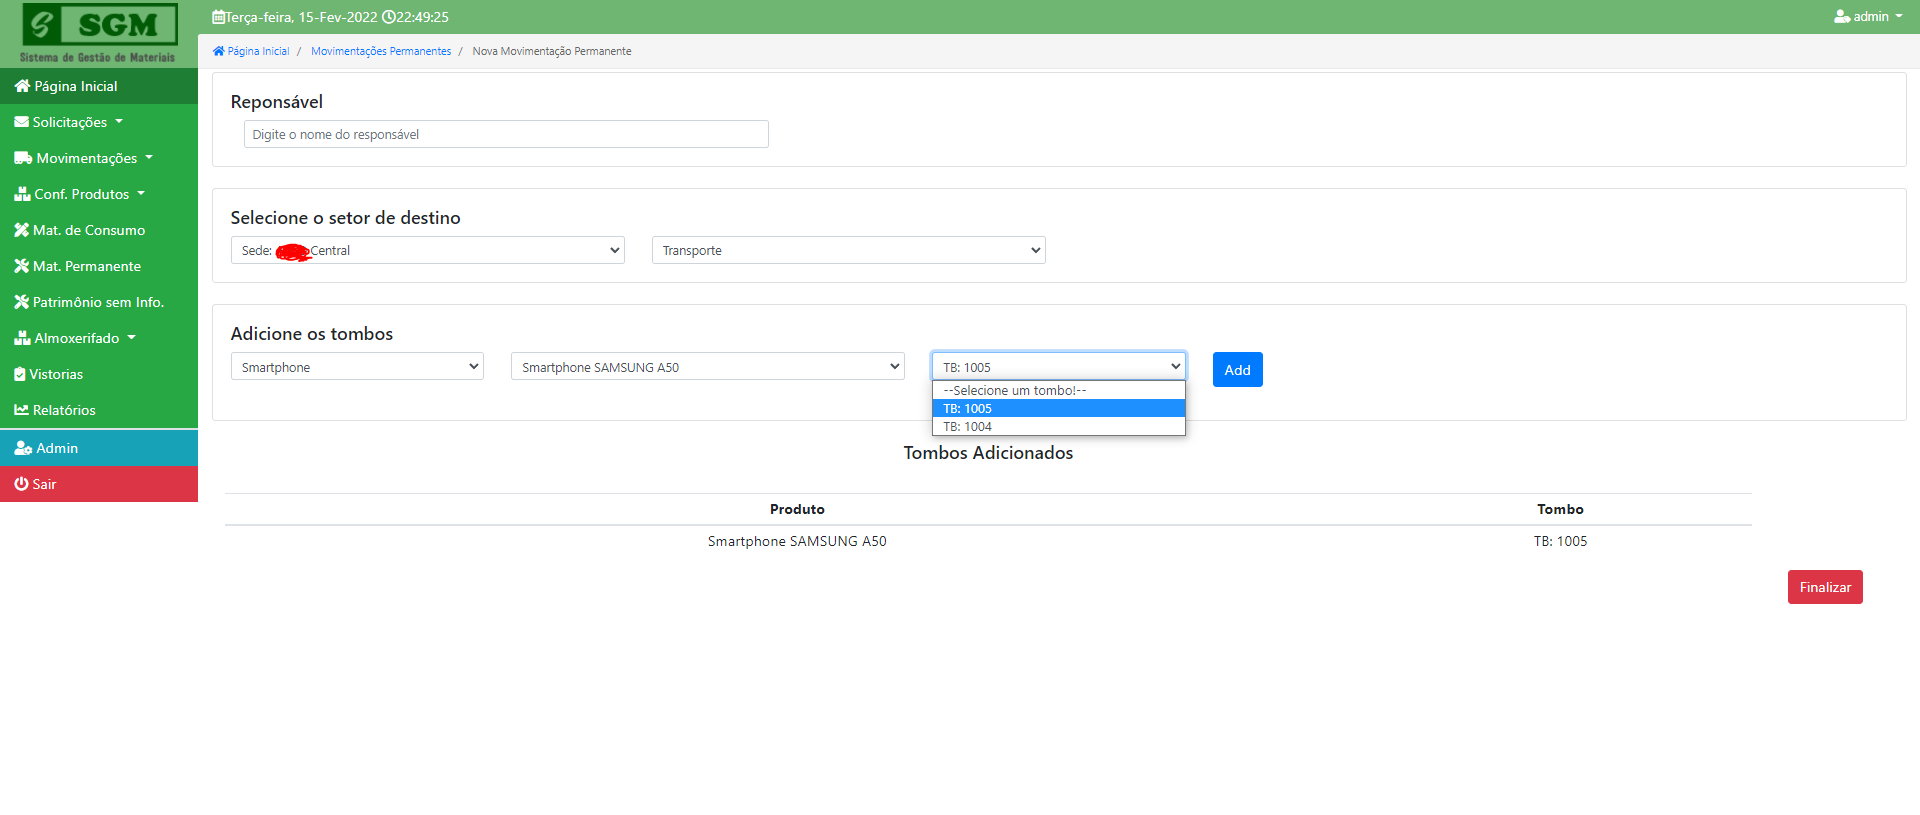 SGM
Sistema de Gestão de Materiais
Terça-feira, 15-Fev-2022 22:49:25
admin
Página Inicial / Movimentações Permanentes / Nova Movimentação Permanente
Página Inicial
Solicitações
Movimentações
Conf. Produtos
Mat. de Consumo
Mat. Permanente
Patrimônio sem Info.
Almoxerifado
Vistorias
Relatórios
Admin
Sair
Reponsável
Digite o nome do responsável
Selecione o setor de destino
Sede: Central
Transporte
Adicione os tombos
Smartphone
Smartphone SAMSUNG A50
TB: 1005
Add
--Selecione um tombo!--
TB: 1005
TB: 1004
Tombos Adicionados
Produto Tombo
Smartphone SAMSUNG A50 TB: 1005
Finalizar